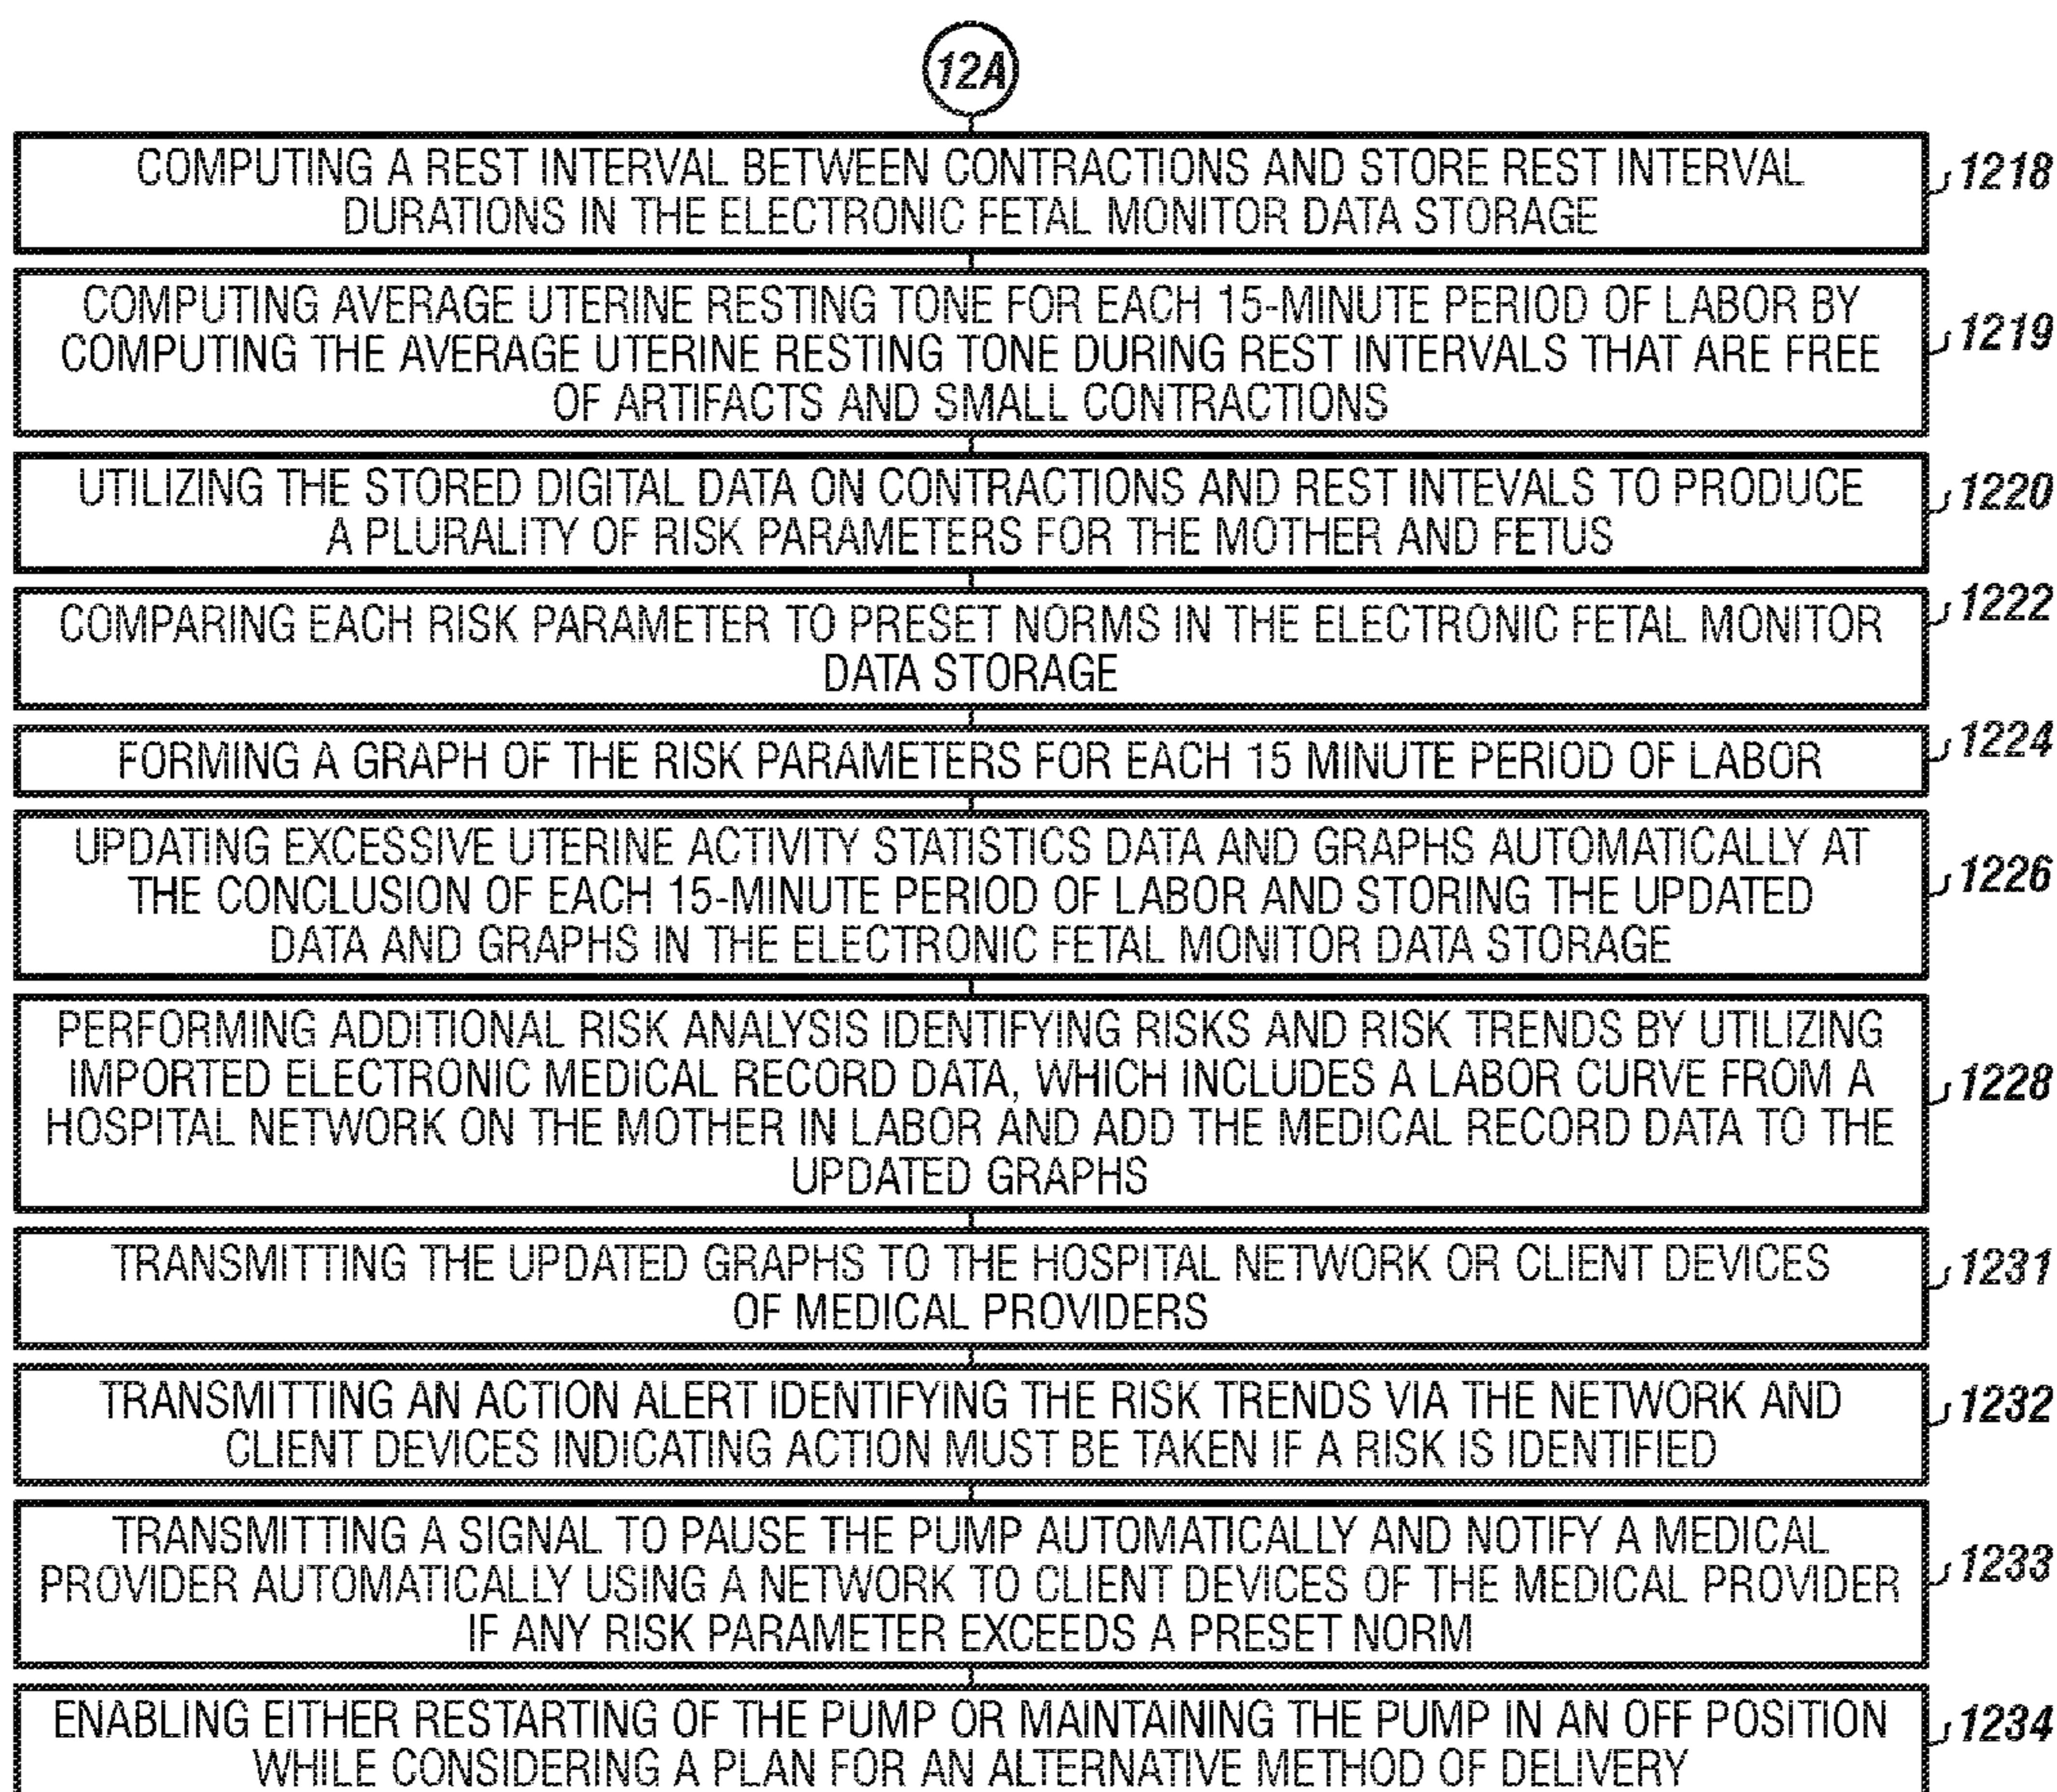 12A
COMPUTING A REST INTERVAL BETWEEN CONTRACTIONS AND STORE REST INTERVAL
DURATIONS IN THE ELECTRONIC FETAL MONITOR DATA STORAGE
1218
COMPUTING AVERAGE UTERINE RESTING TONE FOR EACH 15-MINUTE PERIOD OF LABOR BY
COMPUTING THE AVERAGE UTERINE RESTING TONE DURING REST INTERVALS THAT ARE FREE
OF ARTIFACTS AND SMALL CONTRACTIONS
1219
UTILIZING THE STORED DIGITAL DATA ON CONTRACTIONS AND REST INTEVALS TO PRODUCE
A PLURALITY OF RISK PARAMETERS FOR THE MOTHER AND FETUS
1220
COMPARING EACH RISK PARAMETER TO PRESET NORMS IN THE ELECTRONIC FETAL MONITOR
DATA STORAGE
1222
FORMING A GRAPH OF THE RISK PARAMETERS FOR EACH 15 MINUTE PERIOD OF LABOR
1224
UPDATING EXCESSIVE UTERINE ACTIVITY STATISTICS DATA AND GRAPHS AUTOMATICALLY AT
THE CONCLUSION OF EACH 15-MINUTE PERIOD OF LABOR AND STORING THE UPDATED
DATA AND GRAPHS IN THE ELECTRONIC FETAL MONITOR DATA STORAGE
1226
PERFORMING ADDITIONAL RISK ANALYSIS IDENTIFYING RISKS AND RISK TRENDS BY UTILIZING
IMPORTED ELECTRONIC MEDICAL RECORD DATA, WHICH INCLUDES A LABOR CURVE FROM A
HOSPITAL NETWORK ON THE MOTHER IN LABOR AND ADD THE MEDICAL RECORD DATA TO THE
UPDATED GRAPHS
1228
TRANSMITTING THE UPDATED GRAPHS TO THE HOSPITAL NETWORK OR CLIENT DEVICES
OF MEDICAL PROVIDERS
1231
TRANSMITTING AN ACTION ALERT IDENTIFYING THE RISK TRENDS VIA THE NETWORK AND
CLIENT DEVICES INDICATING ACTION MUST BE TAKEN IF A RISK IS IDENTIFIED
1232
TRANSMITTING A SIGNAL TO PAUSE THE PUMP AUTOMATICALLY AND NOTIFY A MEDICAL
PROVIDER AUTOMATICALLY USING A NETWORK TO CLIENT DEVICES OF THE MEDICAL PROVIDER
IF ANY RISK PARAMETER EXCEEDS A PRESET NORM
1233
ENABLING EITHER RESTARTING OF THE PUMP OR MAINTAINING THE PUMP IN AN OFF POSITION
WHILE CONSIDERING A PLAN FOR AN ALTERNATIVE METHOD OF DELIVERY
1234